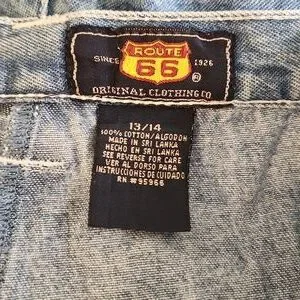 ROUTE
SINCE 66 1926
ORIGINAL CLOTHING CO
13/14
100% COTTON/ALGODON
MADE IN SRI LANKA
HECHO EN SRI LANKA
SEE REVERSE FOR CARE
VER AL DORSO PARA
INSTRUCCIONES DE CUIDADO
RN #95966